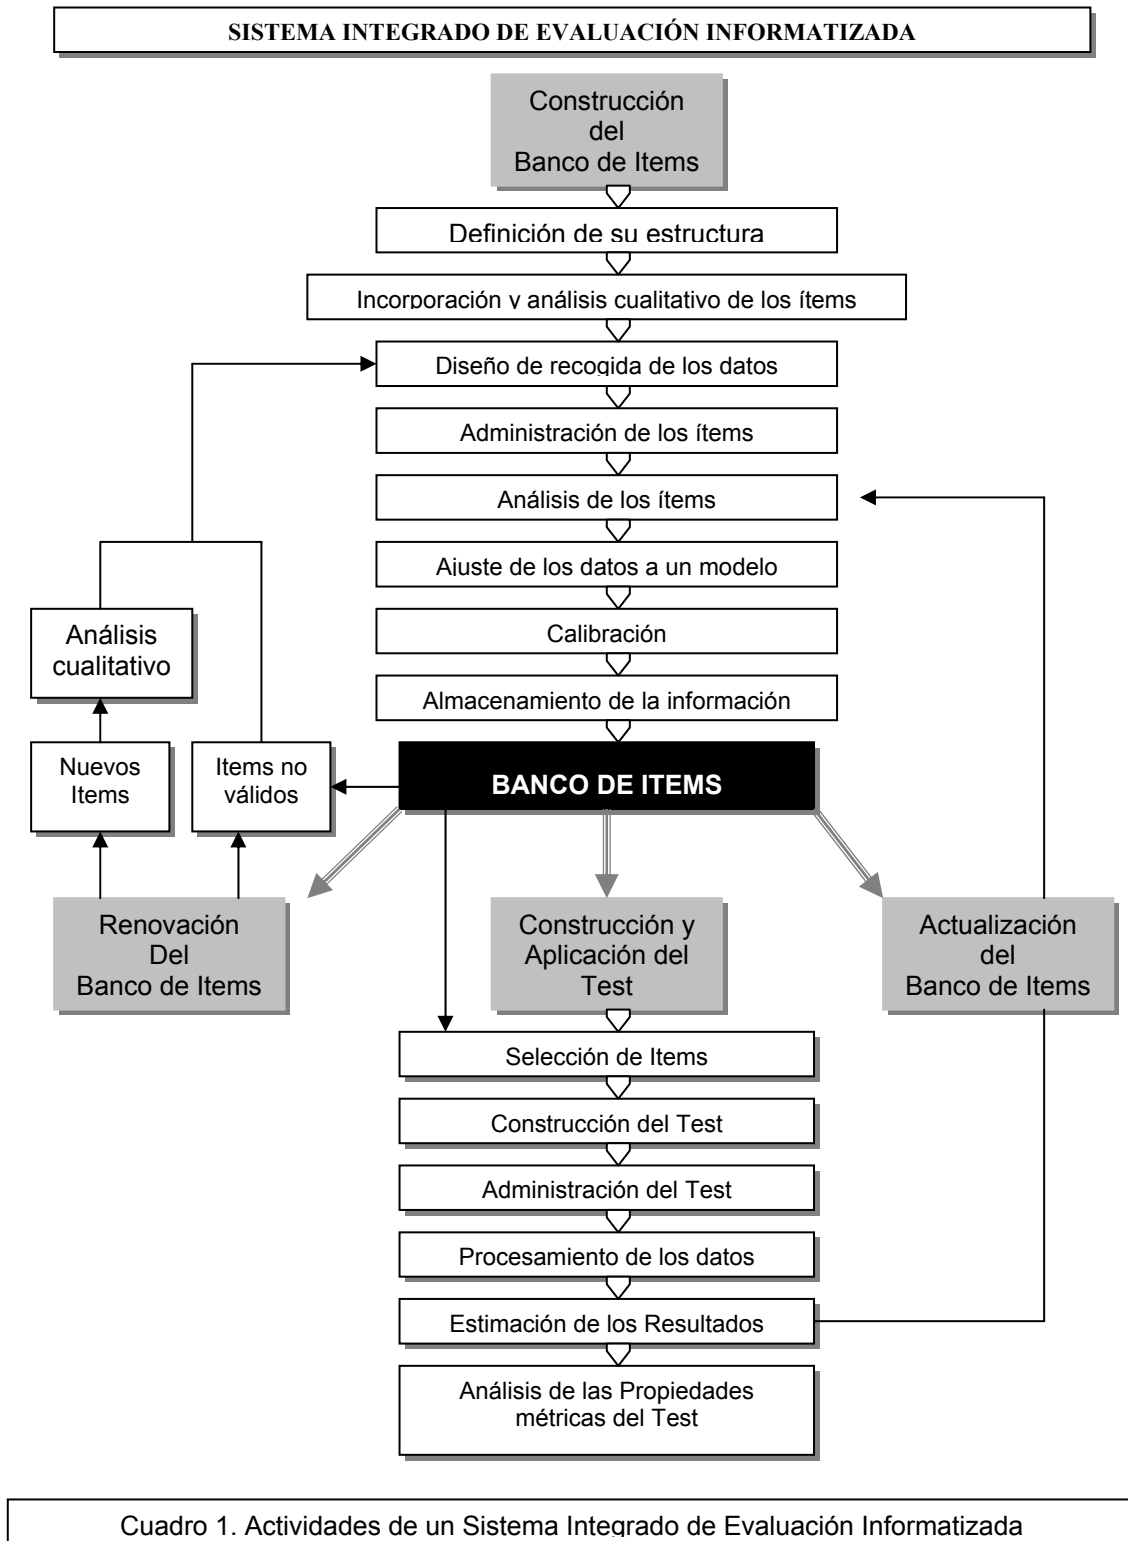 SISTEMA INTEGRADO DE EVALUACIÓN INFORMATIZADA
Construcción
del
Banco de Items
Definición de su estructura
Incorporación y análisis cualitativo de los ítems
Diseño de recogida de los datos
Administración de los ítems
Análisis de los ítems
Ajuste de los datos a un modelo
Calibración
Almacenamiento de la información
Análisis
cualitativo
Nuevos
Items
Items no
válidos
BANCO DE ITEMS
Renovación
Del
Banco de Items
Construcción y
Aplicación del
Test
Actualización
del
Banco de Items
Selección de Items
Construcción del Test
Administración del Test
Procesamiento de los datos
Estimación de los Resultados
Análisis de las Propiedades
métricas del Test
Cuadro 1. Actividades de un Sistema Integrado de Evaluación Informatizada